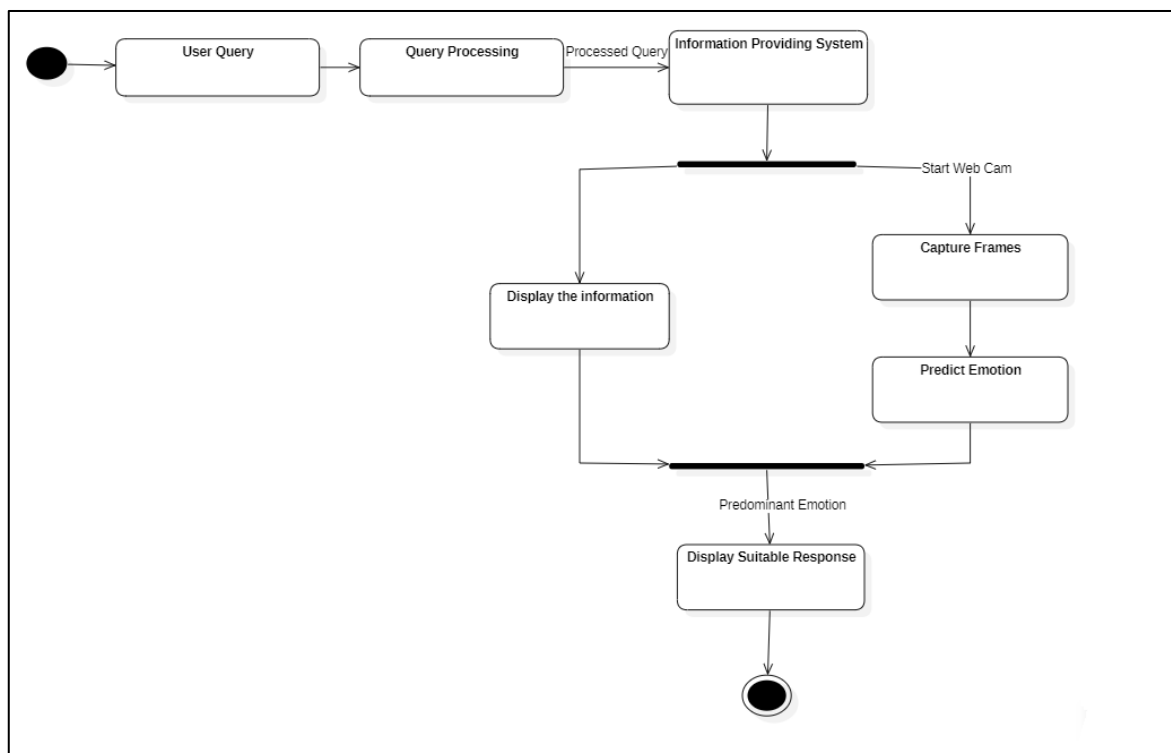 User Query
Query Processing
Processed Query
Information Providing System
Start Web Cam
Capture Frames
Display the information
Predict Emotion
Predominant Emotion
Display Suitable Response